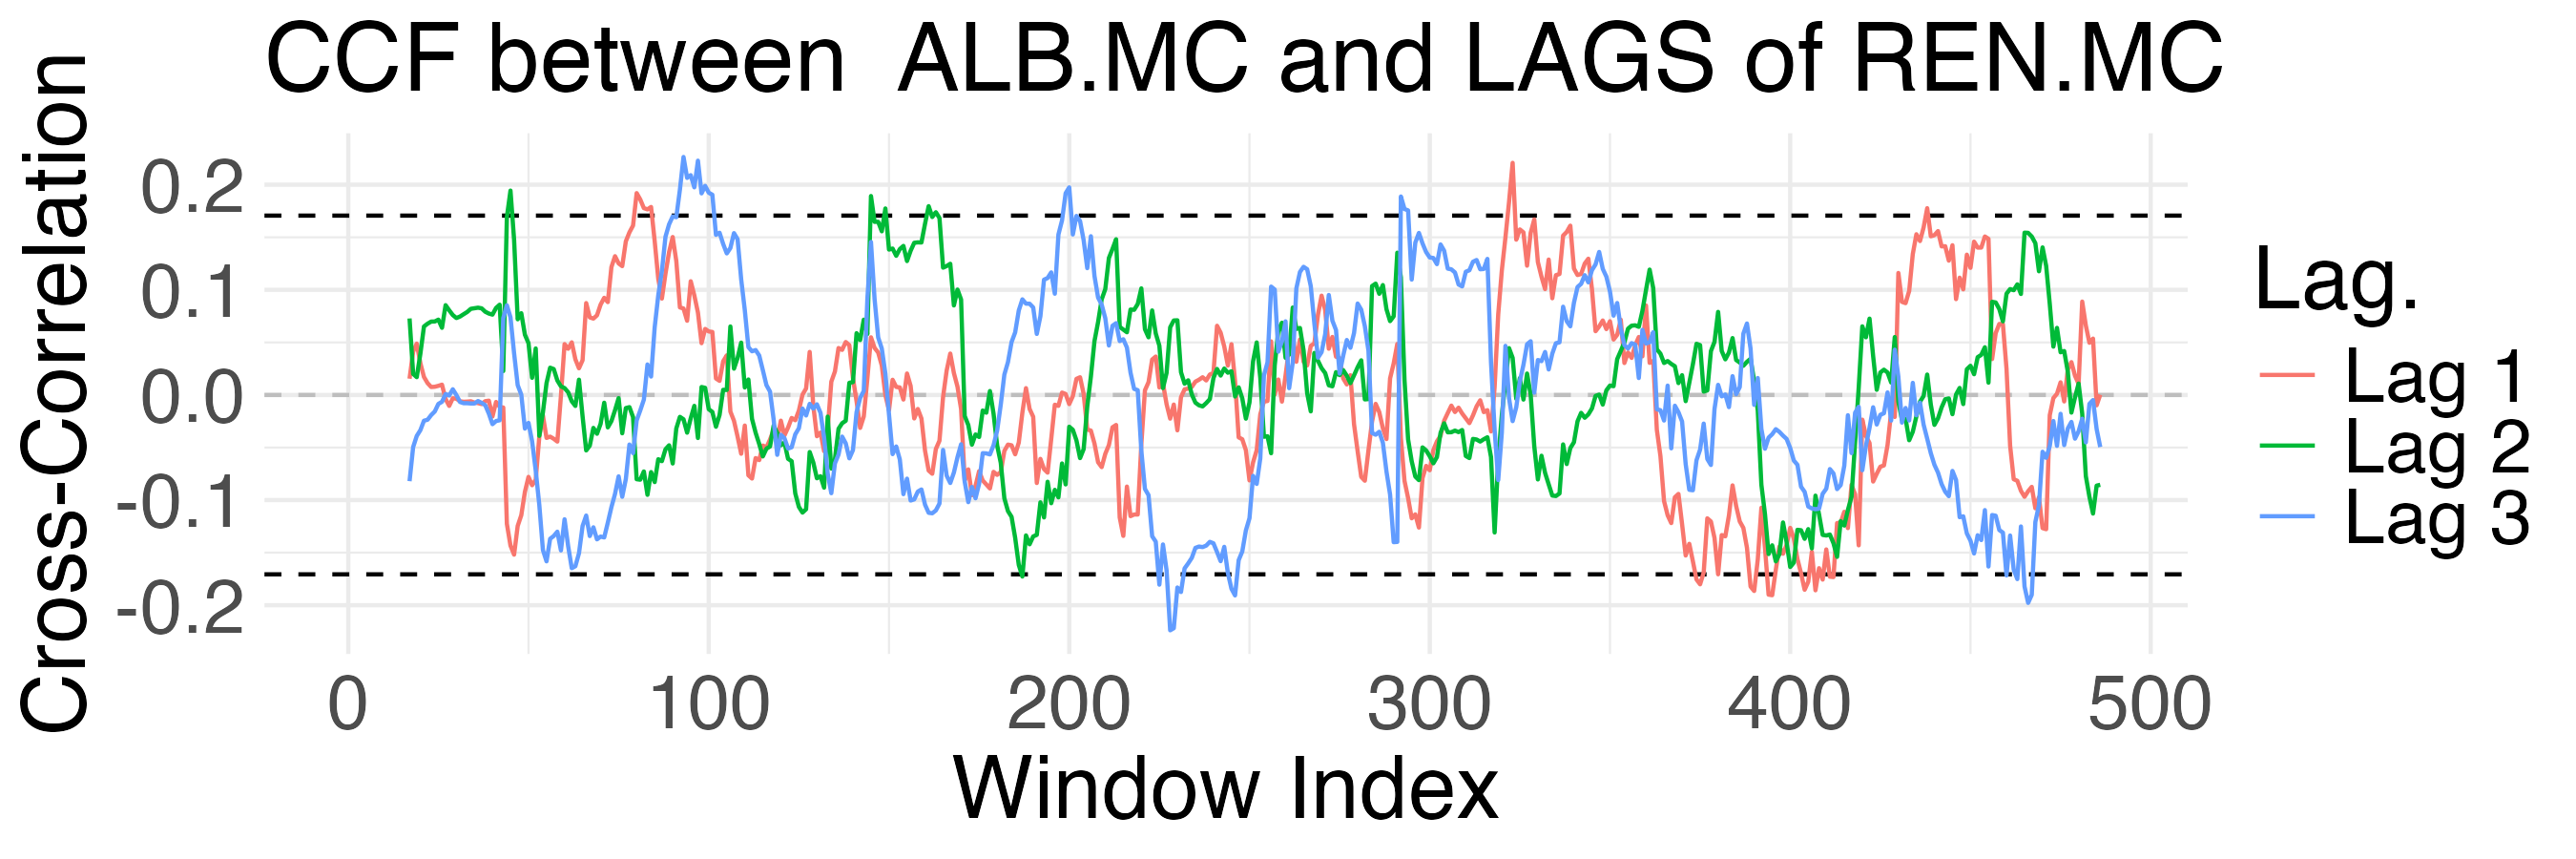 CCF between  ALB.MC and LAGS of REN.MC
Cross-Correlation
0.2
0.1
0.0
-0.1
-0.2
0 100 200 300 400 500
Window Index
Lag.
Lag 1
Lag 2
Lag 3